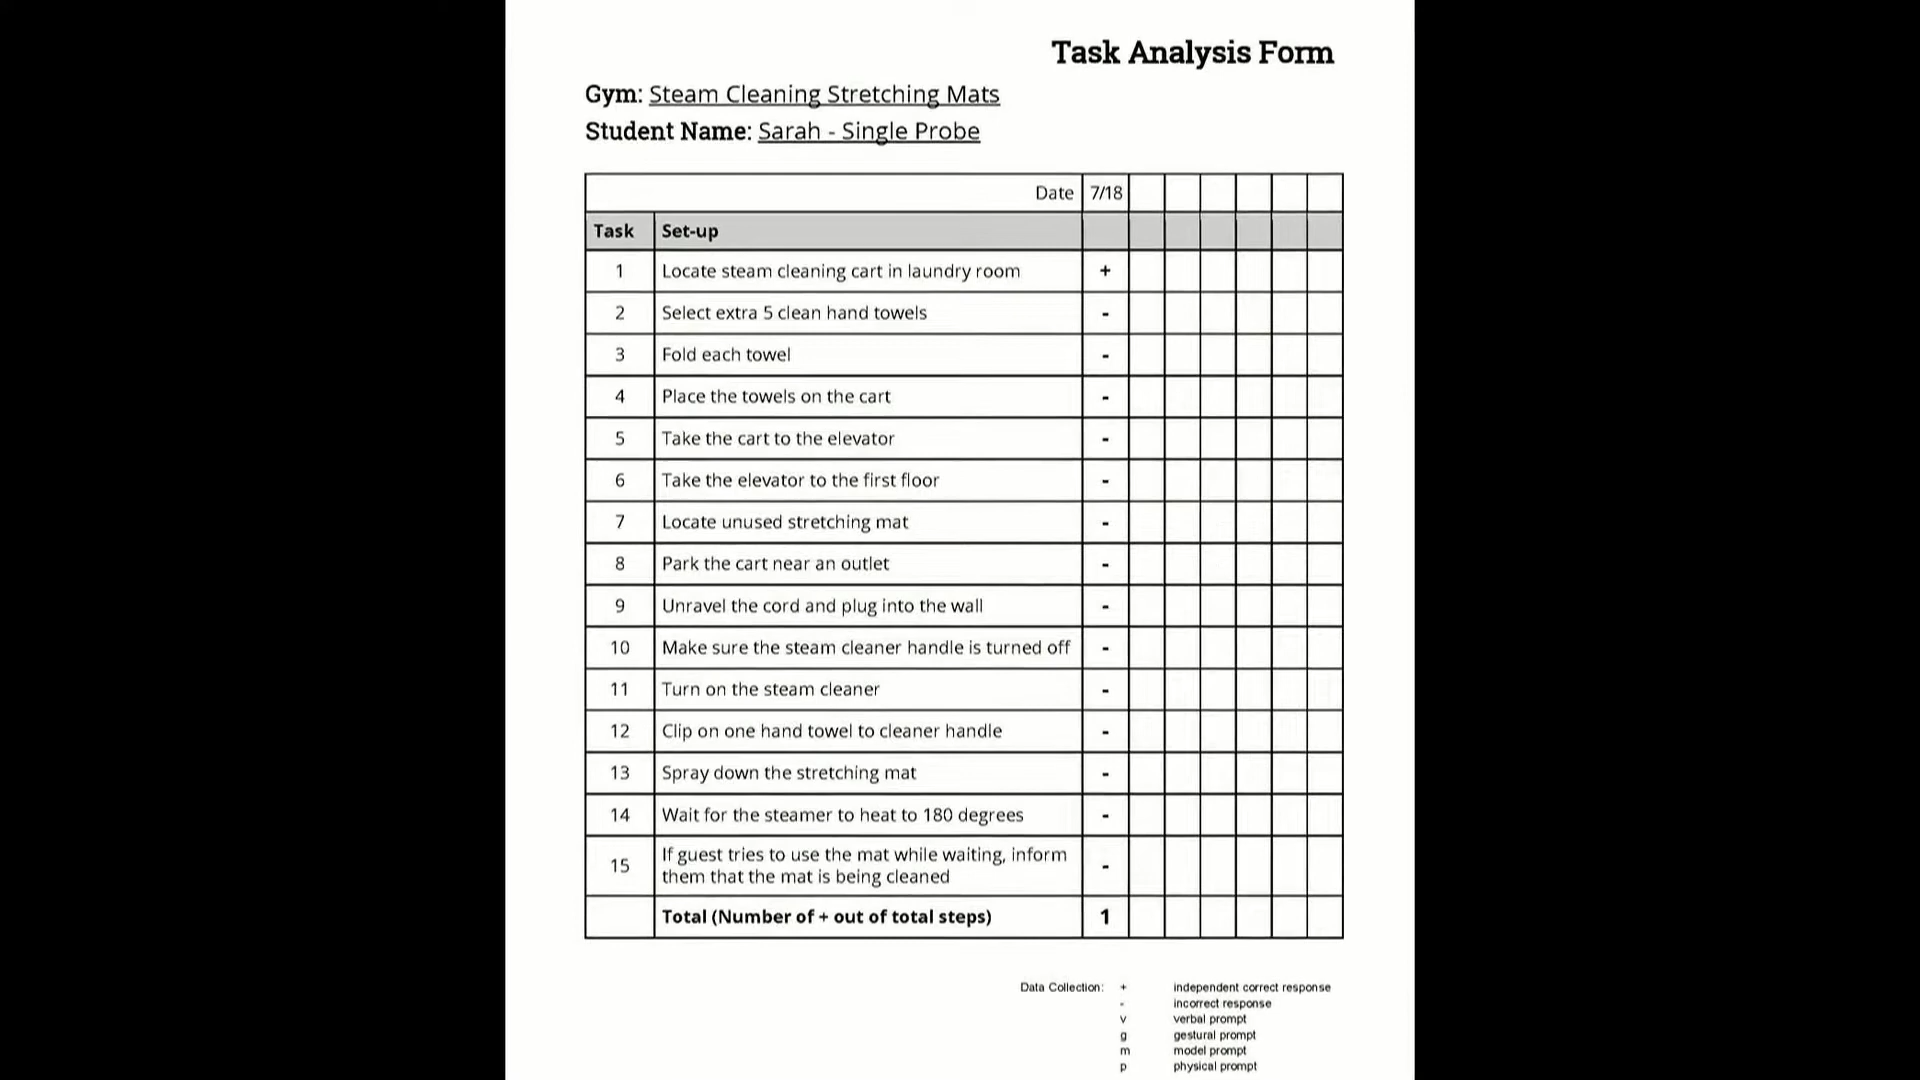 Task Analysis Form
Gym: Steam Cleaning Stretching Mats
Student Name: Sarah - Single Probe
Date 7/18
Task Set-up
1 Locate steam cleaning cart in laundry room +
2 Select extra 5 clean hand towels -
3 Fold each towel -
4 Place the towels on the cart -
5 Take the cart to the elevator -
6 Take the elevator to the first floor -
7 Locate unused stretching mat -
8 Park the cart near an outlet -
9 Unravel the cord and plug into the wall -
10 Make sure the steam cleaner handle is turned off -
11 Turn on the steam cleaner -
12 Clip on one hand towel to cleaner handle -
13 Spray down the stretching mat -
14 Wait for the steamer to heat to 180 degrees -
15 If guest tries to use the mat while waiting, inform
them that the mat is being cleaned -
Total (Number of + out of total steps) 1
Data Collection: + independent correct response
- incorrect response
v verbal prompt
g gestural prompt
m model prompt
p physical prompt